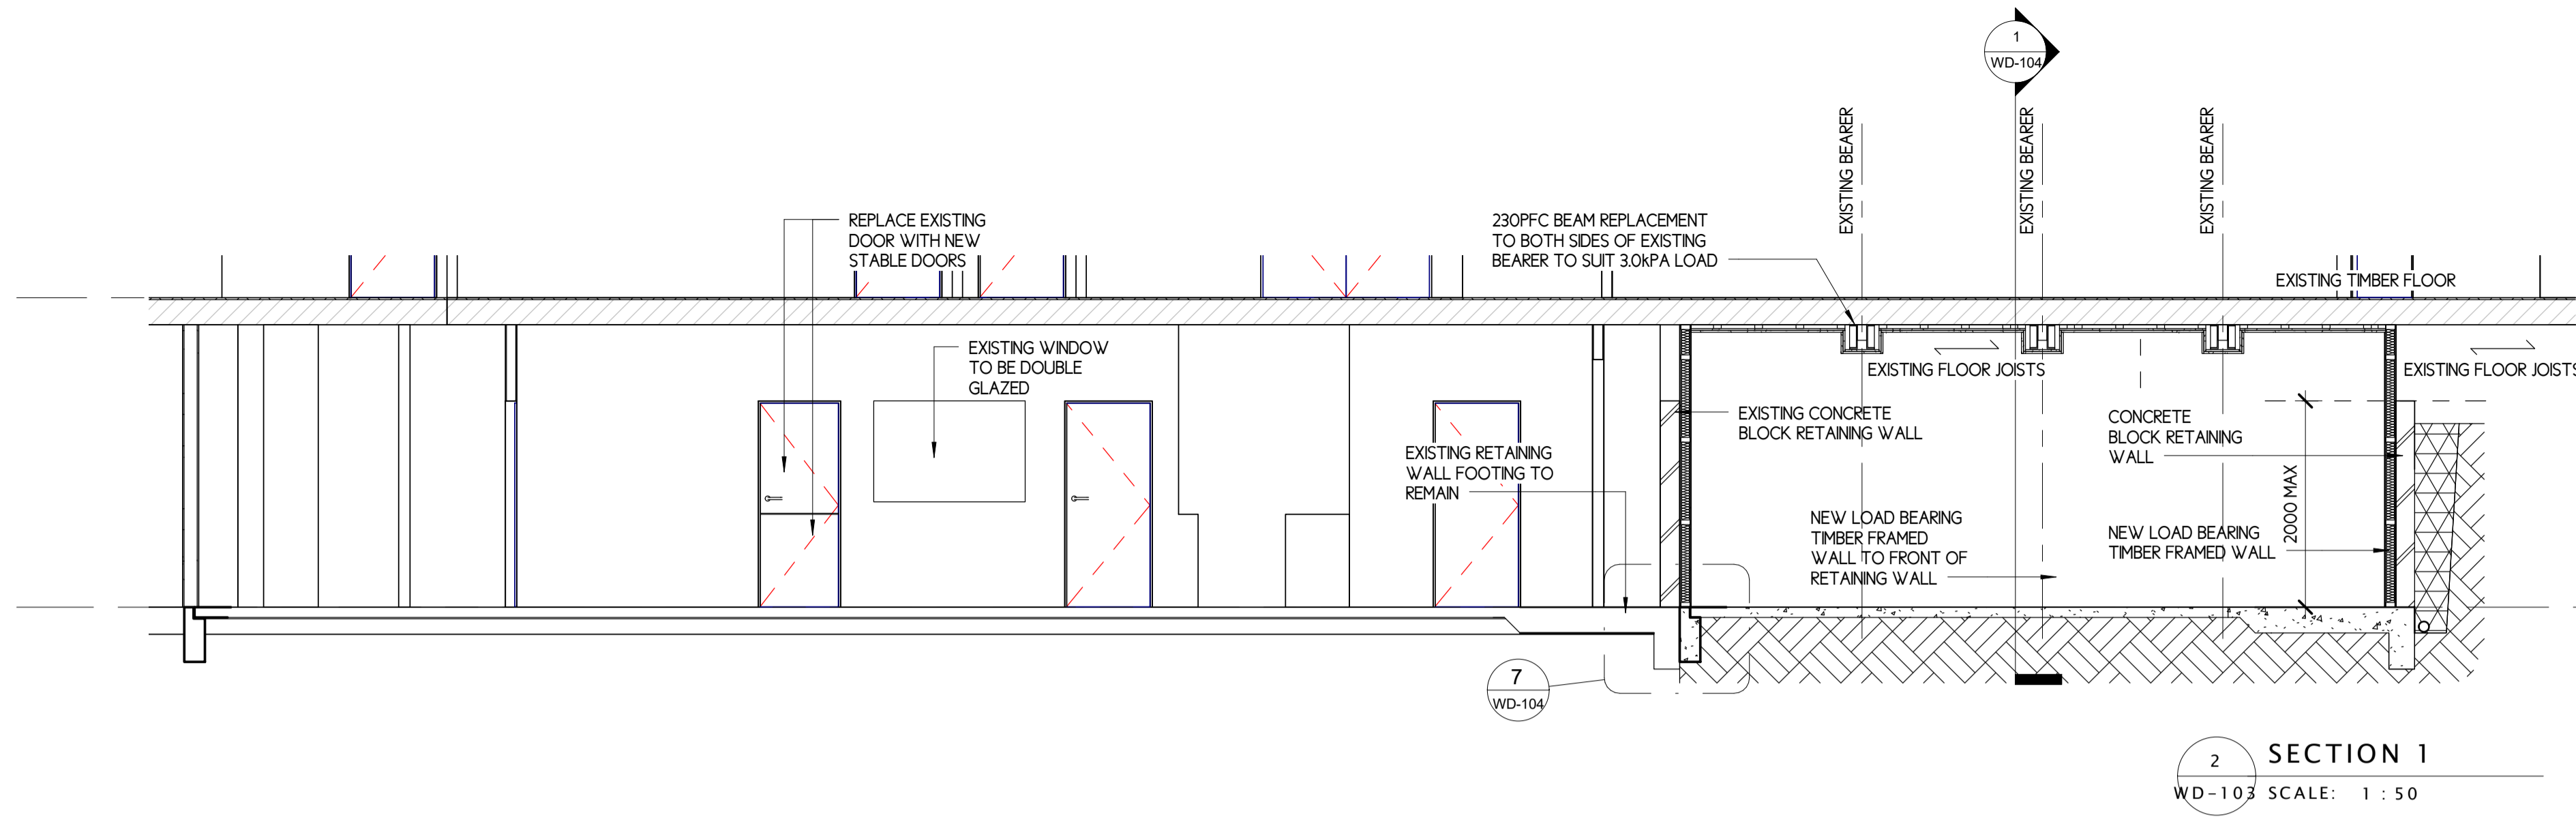 1
WD-104
EXISTING BEARER
EXISTING BEARER
EXISTING BEARER
REPLACE EXISTING
DOOR WITH NEW
STABLE DOORS
230PFC BEAM REPLACEMENT
TO BOTH SIDES OF EXISTING
BEARER TO SUIT 3.0kPA LOAD
EXISTING TIMBER FLOOR
EXISTING WINDOW
TO BE DOUBLE
GLAZED
EXISTING FLOOR JOISTS
EXISTING FLOOR JOISTS
EXISTING CONCRETE
BLOCK RETAINING WALL
CONCRETE
BLOCK RETAINING
WALL
EXISTING RETAINING
WALL FOOTING TO
REMAIN
2000 MAX
NEW LOAD BEARING
TIMBER FRAMED
WALL TO FRONT OF
RETAINING WALL
NEW LOAD BEARING
TIMBER FRAMED WALL
7
WD-104
2
SECTION 1
WD-103
SCALE: 1 : 50